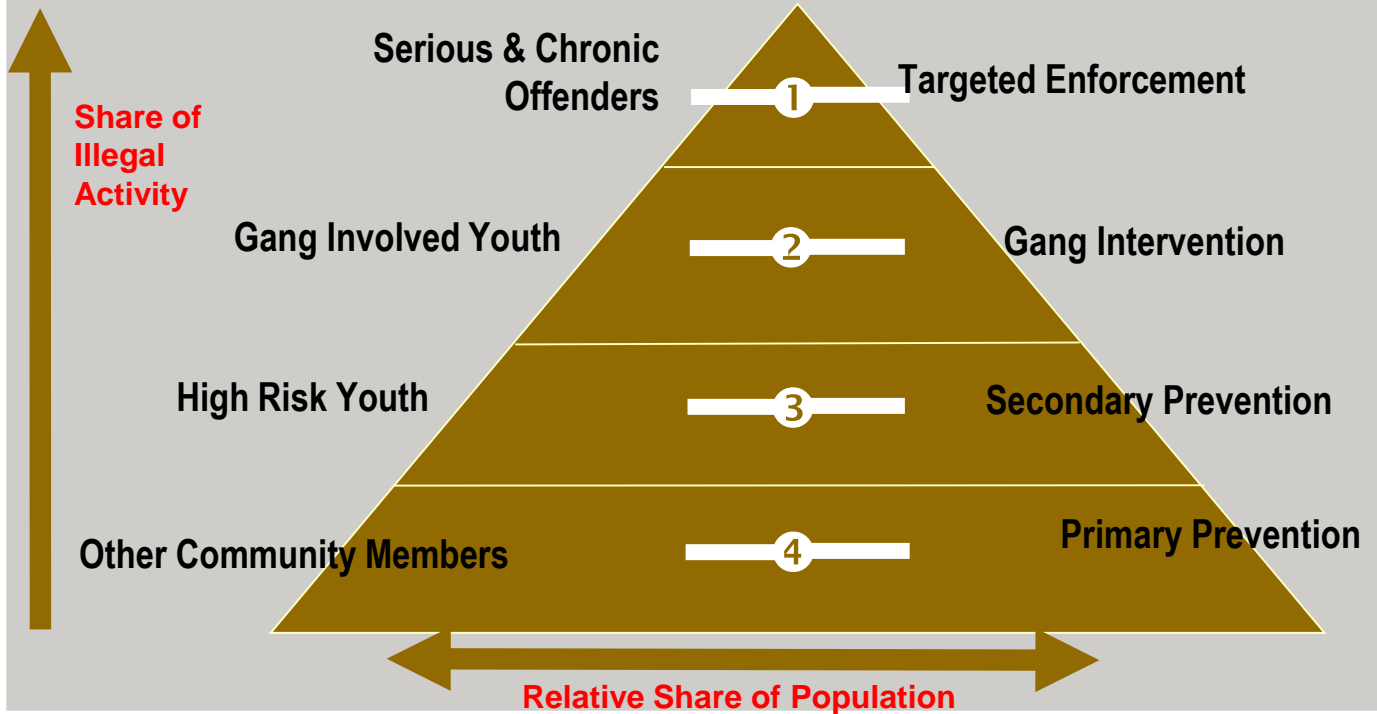 Serious & Chronic
Offenders
1
Targeted Enforcement
Share of
Illegal
Activity
Gang Involved Youth
2
Gang Intervention
High Risk Youth
3
Secondary Prevention
Other Community Members
4
Primary Prevention
Relative Share of Population